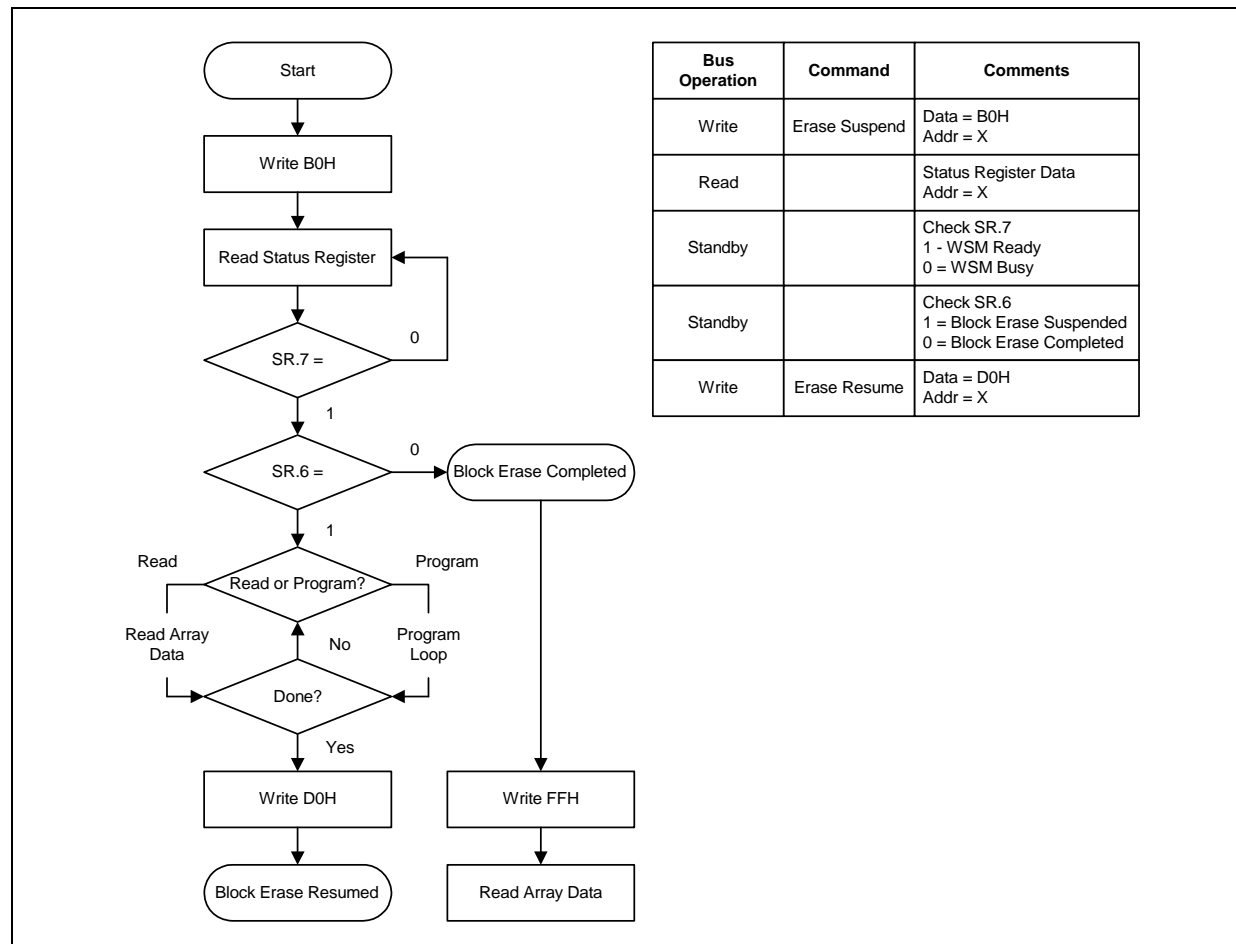 Start
Write B0H
Read Status Register
0
SR.7 =
1
0
SR.6 =
Block Erase Completed
1
Read
Program
Read or Program?
Read Array
Data
No
Program
Loop
Done?
Yes
Write D0H
Write FFH
Block Erase Resumed
Read Array Data
Bus
Operation
Command
Comments
Write
Erase Suspend
Data = B0H
Addr = X
Read
Status Register Data
Addr = X
Standby
Check SR.7
1 - WSM Ready
0 = WSM Busy
Standby
Check SR.6
1 = Block Erase Suspended
0 = Block Erase Completed
Write
Erase Resume
Data = D0H
Addr = X